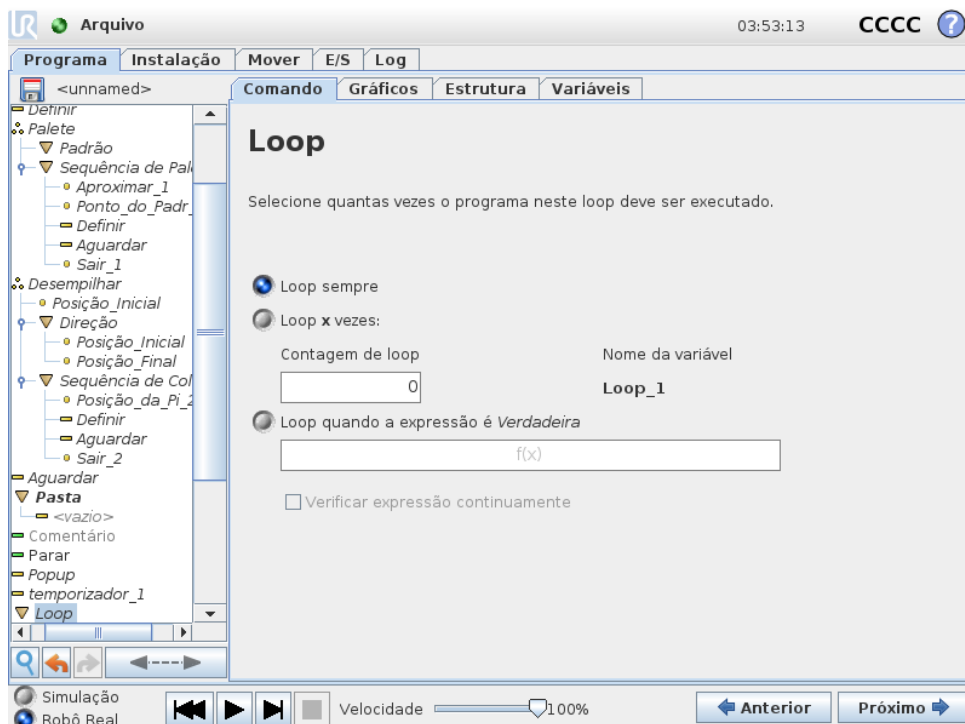 UR Arquivo 03:53:13 CCCC ?
Programa Instalação Mover E/S Log
<unnamed> Comando Gráficos Estrutura Variáveis
Definir
Palete
Padrão
Sequência de Pal
Aproximar_1
Ponto_do_Padr_
Definir
Aguardar
Sair_1
Desempilhar
Posição_Inicial
Direção
Posição_Inicial
Posição_Final
Sequência de Col
Posição_da_Pi_2
Definir
Aguardar
Sair_2
Aguardar
Pasta
<vazio>
Comentário
Parar
Popup
temporizador_1
Loop
Loop
Selecione quantas vezes o programa neste loop deve ser executado.
Loop sempre
Loop x vezes:
Contagem de loop Nome da variável
0 Loop_1
Loop quando a expressão é Verdadeira
f(x)
Verificar expressão continuamente
Simulação
Robô Real
Velocidade 100% Anterior Próximo